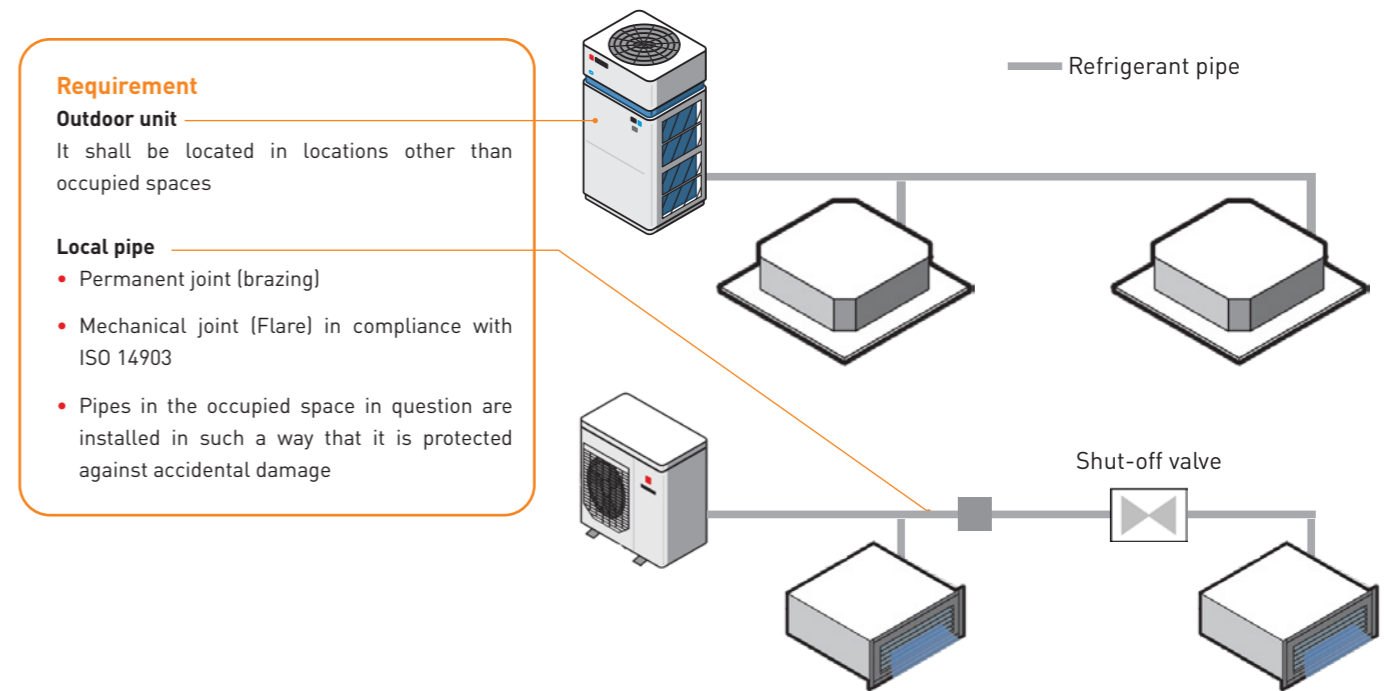 Requirement
Outdoor unit
It shall be located in locations other than
occupied spaces
Local pipe
• Permanent joint (brazing)
• Mechanical joint (Flare) in compliance with
ISO 14903
• Pipes in the occupied space in question are
installed in such a way that it is protected
against accidental damage
Refrigerant pipe
Shut-off valve